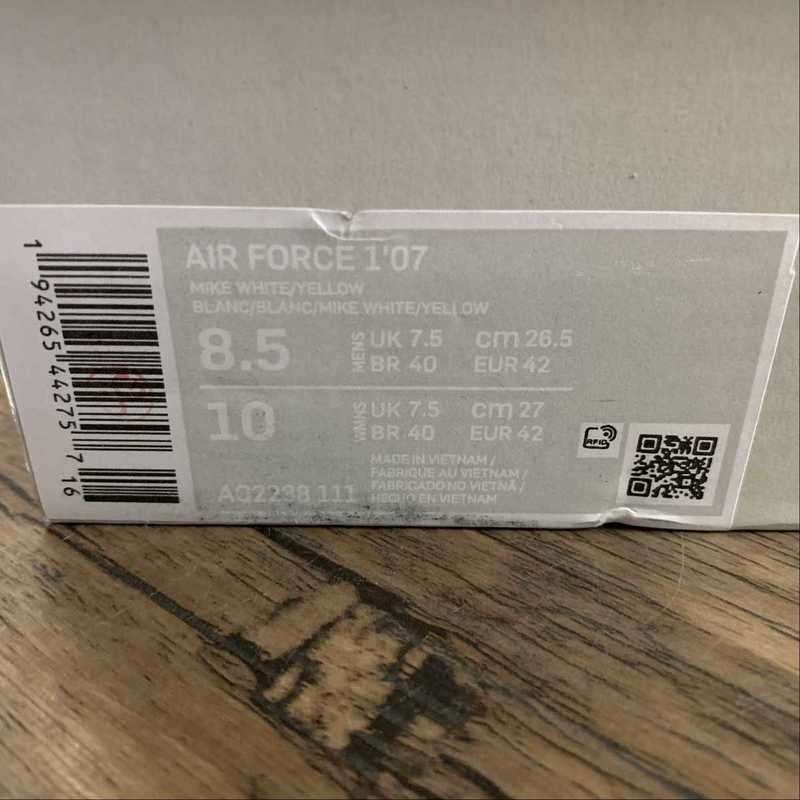 1 94265 44275 7 16
AIR FORCE 1'07
MIKE WHITE/YELLOW
BLANC/BLANC/MIKE WHITE/YELLOW
8.5 MENS UK 7.5 cm 26.5
BR 40 EUR 42
10 WMNS UK 7.5 cm 27
BR 40 EUR 42
RFID
MADE IN VIETNAM /
FABRIQUE AU VIETNAM /
FABRICADO NO VIETNÃ /
AQ2238 111 HECHO EN VIETNAM